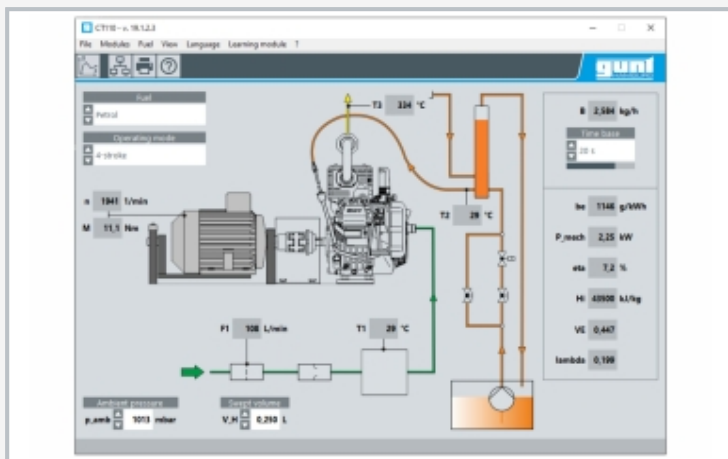 CT110 - v. 19.1.2.3
File Modules Fuel View Language Learning module ?
gunt
Fuel
Petrol
Operating mode
4-stroke
n 1941 1/min
M 11,1 Nm
T3 334 °C
T2 29 °C
F1 108 L/min
T1 29 °C
Ambient pressure
p_amb 1013 mbar
Swept volume
V_H 0,250 L
B 2,584 kg/h
Time base
20 s
be 1146 g/kWh
P_mech 2,25 kW
eta 7,2 %
Hi 43500 kJ/kg
VE 0,447
lambda 0,199